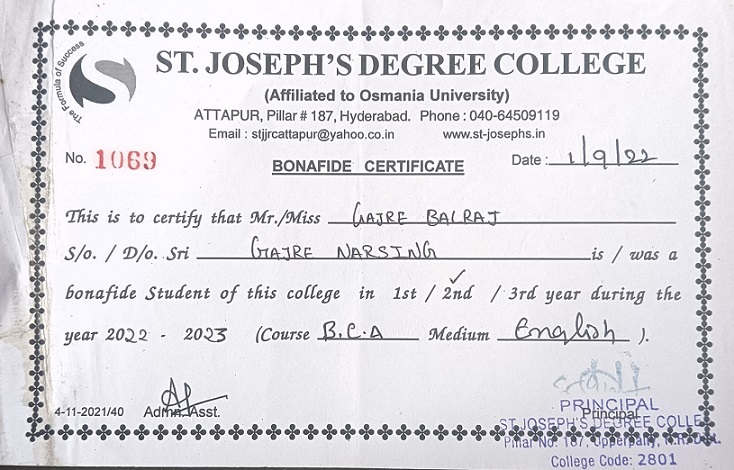 The Formula of Success
ST. JOSEPH'S DEGREE COLLEGE
(Affiliated to Osmania University)
ATTAPUR, Pillar # 187, Hyderabad. Phone : 040-64509119
Email : stjjrcattapur@yahoo.co.in www.st-josephs.in
No. 1069
BONAFIDE CERTIFICATE
Date : 1/9/22
This is to certify that Mr./Miss GAJRE BALRAJ
S/o. / D/o. Sri GAJRE NARSING is / was a
bonafide Student of this college in 1st / 2nd / 3rd year during the
year 2022 - 2023 (Course B.C.A Medium English ).
4-11-2021/40 Admn. Asst.
PRINCIPAL
Principal
ST.JOSEPH'S DEGREE COLLE
Pillar No: 187, Upperpally, R.R. Dist.
College Code: 2801